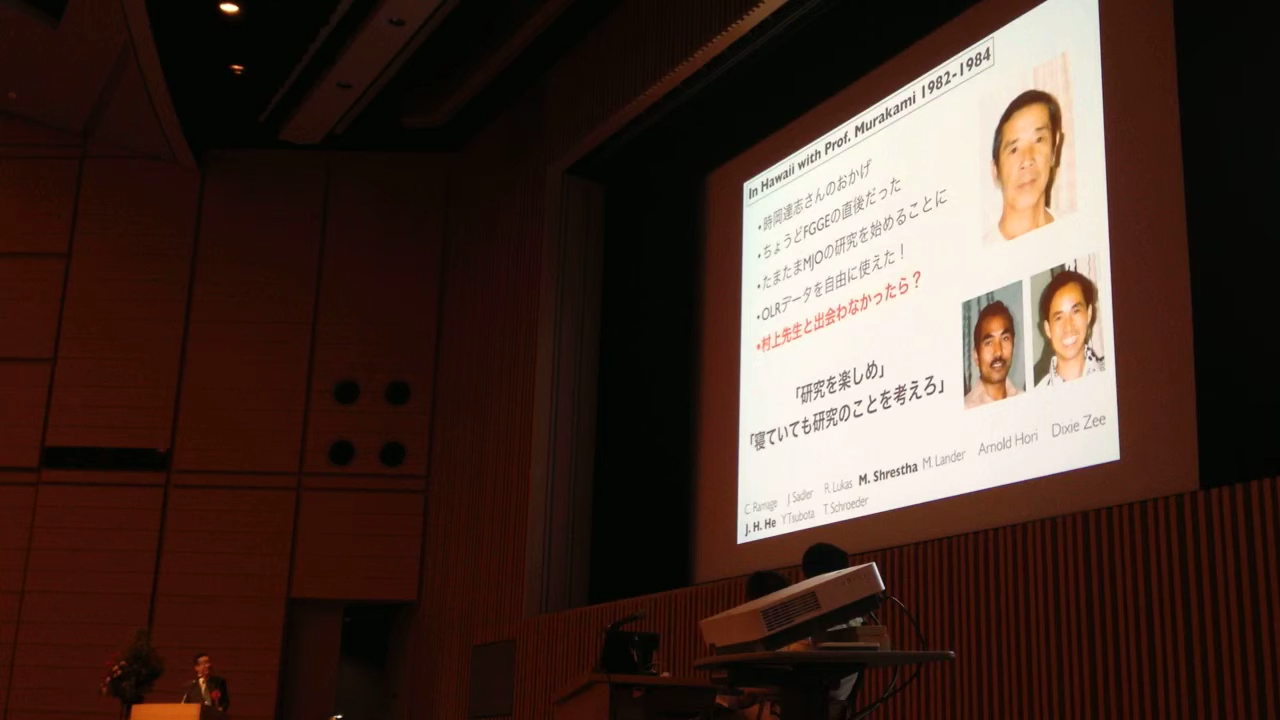 In Hawaii with Prof. Murakami 1982-1984
•時岡達志さんのおかげ
•ちょうどFGGEの直後だった
•たまたまMJOの研究を始めることに
•OLRデータを自由に使えた！
•村上先生と出会わなかったら？
「研究を楽しめ」
「寝ていても研究のことを考えろ」
C. Ramage J. Sadler R. Lukas M. Shrestha M. Lander Arnold Hori Dixie Zee
J. H. He Y. Tsubota T. Schroeder